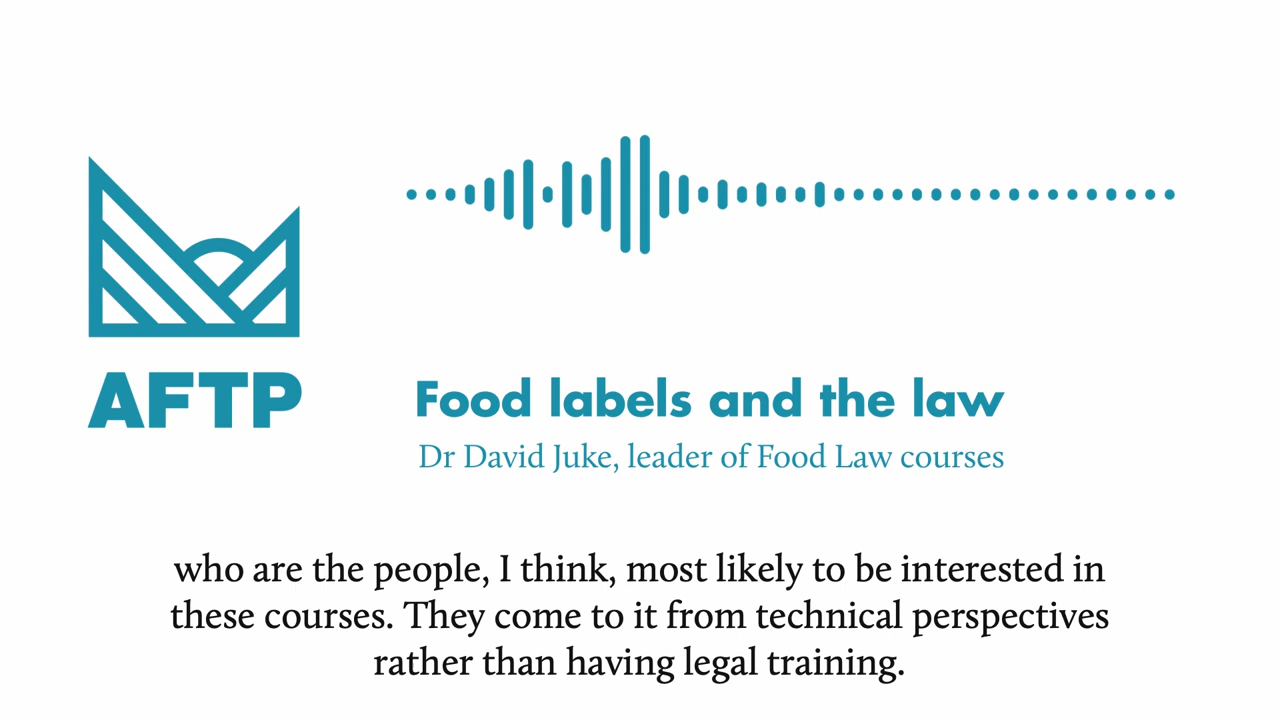 AFTP
Food labels and the law
Dr David Juke, leader of Food Law courses
who are the people, I think, most likely to be interested in
these courses. They come to it from technical perspectives
rather than having legal training.